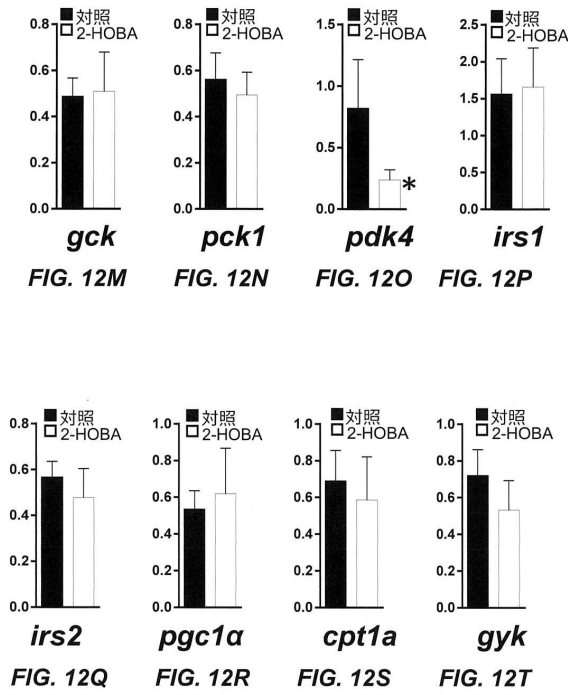 対照
2-HOBA
0.8
0.6
0.4
0.2
0.0
gck
FIG. 12M
対照
2-HOBA
0.8
0.6
0.4
0.2
0.0
pck1
FIG. 12N
対照
2-HOBA
1.5
1.0
0.5
0.0
*
pdk4
FIG. 12O
対照
2-HOBA
2.5
2.0
1.5
1.0
0.5
0.0
irs1
FIG. 12P
対照
2-HOBA
0.8
0.6
0.4
0.2
0.0
irs2
FIG. 12Q
対照
2-HOBA
1.0
0.8
0.6
0.4
0.2
0.0
pgc1α
FIG. 12R
対照
2-HOBA
1.0
0.8
0.6
0.4
0.2
0.0
cpt1a
FIG. 12S
対照
2-HOBA
1.0
0.8
0.6
0.4
0.2
0.0
gyk
FIG. 12T